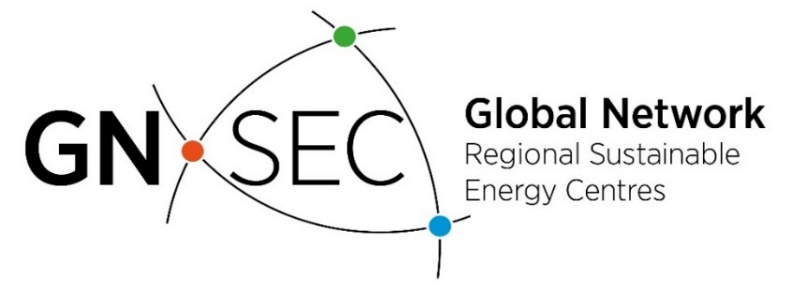 GN SEC
Global Network
Regional Sustainable
Energy Centres